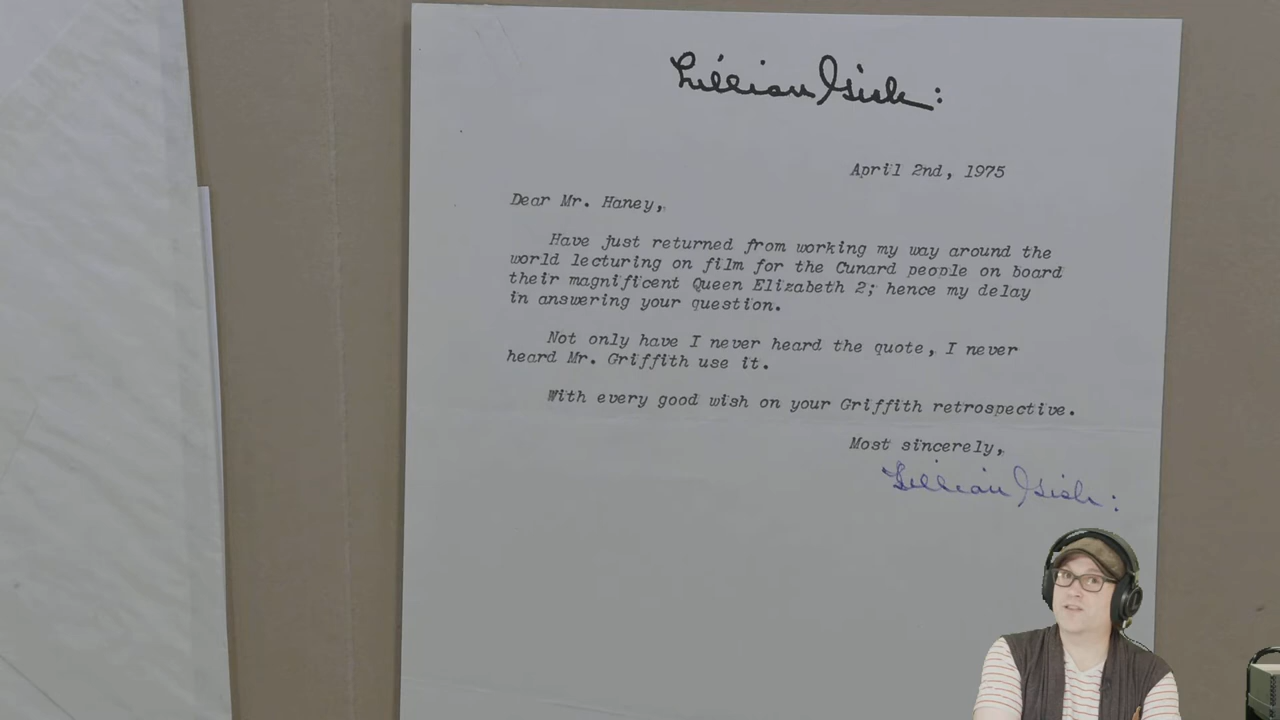 Lillian Gish:
April 2nd, 1975
Dear Mr. Haney,
Have just returned from working my way around the
world lecturing on film for the Cunard people on board
their magnificent Queen Elizabeth 2; hence my delay
in answering your question.
Not only have I never heard the quote, I never
heard Mr. Griffith use it.
With every good wish on your Griffith retrospective.
Most sincerely,
Lillian Gish: